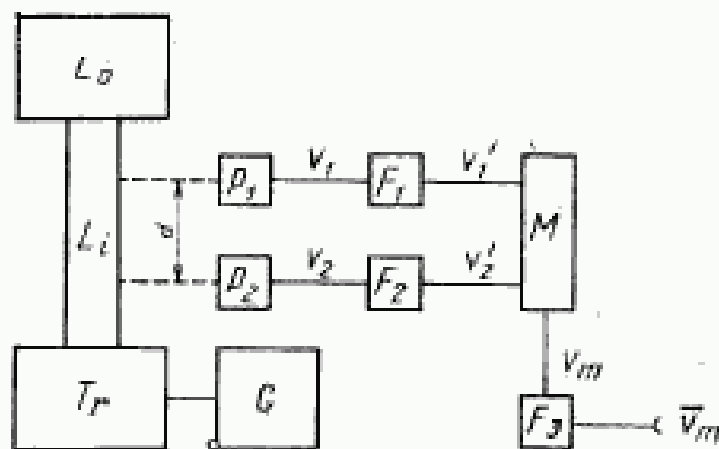 Lo
P₁ V₁ F₁ V₁'
M
d
Li
P₂ V₂ F₂ V₂'
Tr G
Vm
F₃ V̅m